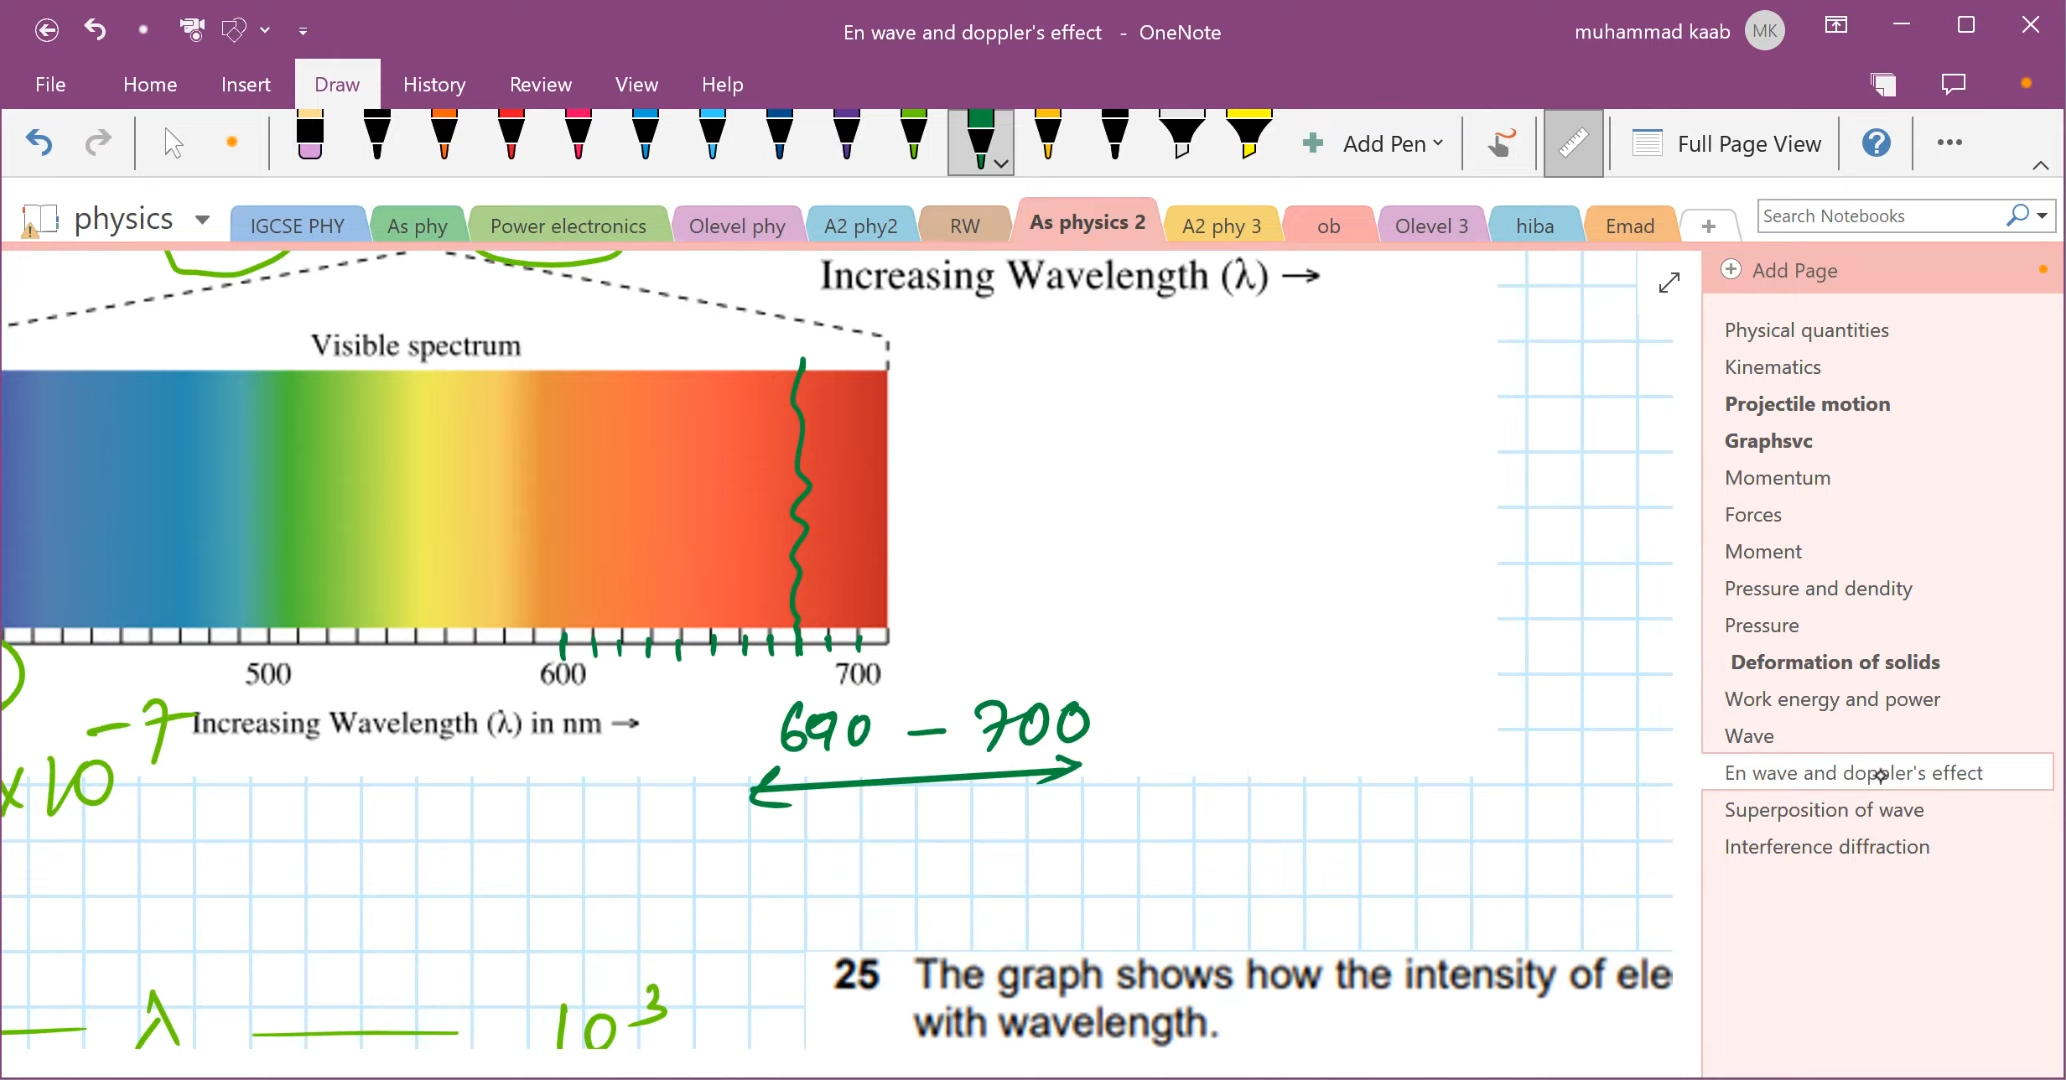 En wave and doppler's effect - OneNote
muhammad kaab MK
File Home Insert Draw History Review View Help
Add Pen Full Page View
physics IGCSE PHY As phy Power electronics Olevel phy A2 phy2 RW As physics 2 A2 phy 3 ob Olevel 3 hiba Emad Search Notebooks
Increasing Wavelength (λ) →
Visible spectrum
500 600 700
Increasing Wavelength (λ) in nm →
690 – 700
×10 -7
λ 10 3
25 The graph shows how the intensity of ele
with wavelength.
Add Page
Physical quantities
Kinematics
Projectile motion
Graphsvc
Momentum
Forces
Moment
Pressure and dendity
Pressure
Deformation of solids
Work energy and power
Wave
En wave and doppler's effect
Superposition of wave
Interference diffraction